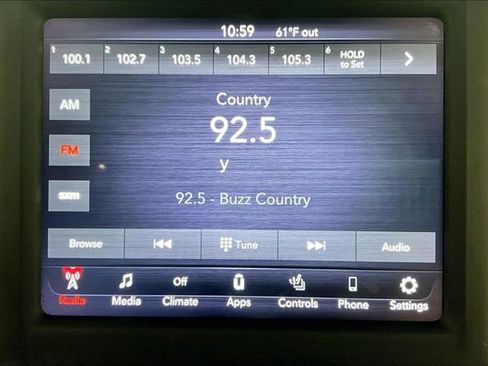 10:59 61°F out
1 100.1 2 102.7 3 103.5 4 104.3 5 105.3 6 HOLD to Set
AM
Country
92.5
FM
y
sxm
92.5 - Buzz Country
Browse Tune Audio
Off
Radio Media Climate Apps Controls Phone Settings